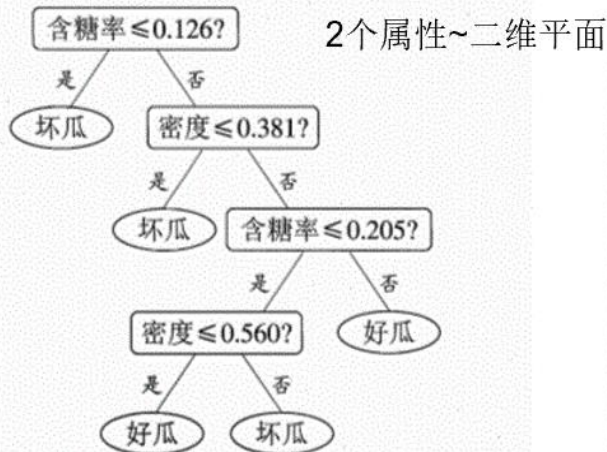 含糖率≤0.126?
2个属性~二维平面
是
否
坏瓜
密度≤0.381?
是
否
坏瓜
含糖率≤0.205?
是
否
密度≤0.560?
好瓜
是
否
好瓜
坏瓜